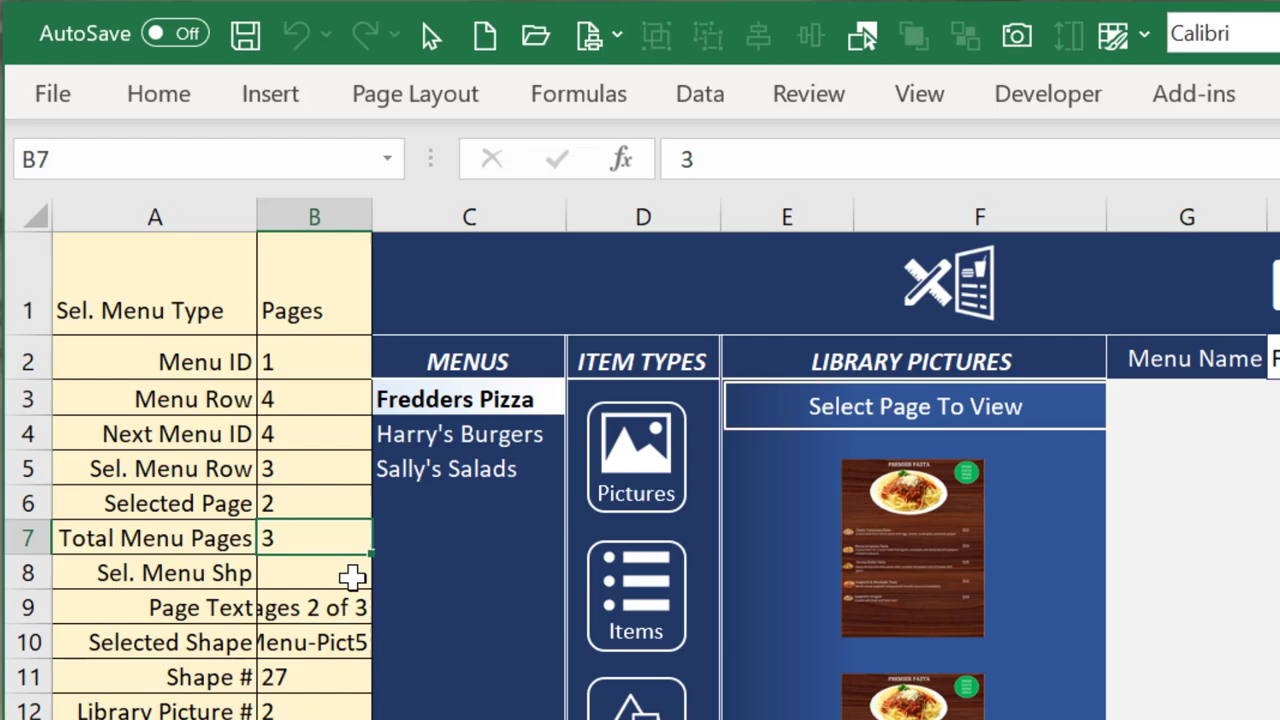 AutoSave Off Calibri
File Home Insert Page Layout Formulas Data Review View Developer Add-ins
B7 fx 3
A B C D E F G
1 Sel. Menu Type Pages
2 Menu ID 1 MENUS ITEM TYPES LIBRARY PICTURES Menu Name F
3 Menu Row 4 Fredders Pizza Select Page To View
4 Next Menu ID 4 Harry's Burgers
5 Sel. Menu Row 3 Sally's Salads
6 Selected Page 2 Pictures
7 Total Menu Pages 3
8 Sel. Menu Shp
9 Page Text ages 2 of 3
10 Selected Shape Menu-Pict5 Items
11 Shape # 27
12 Library Picture # 2
PREMIER PASTA
PREMIER PASTA